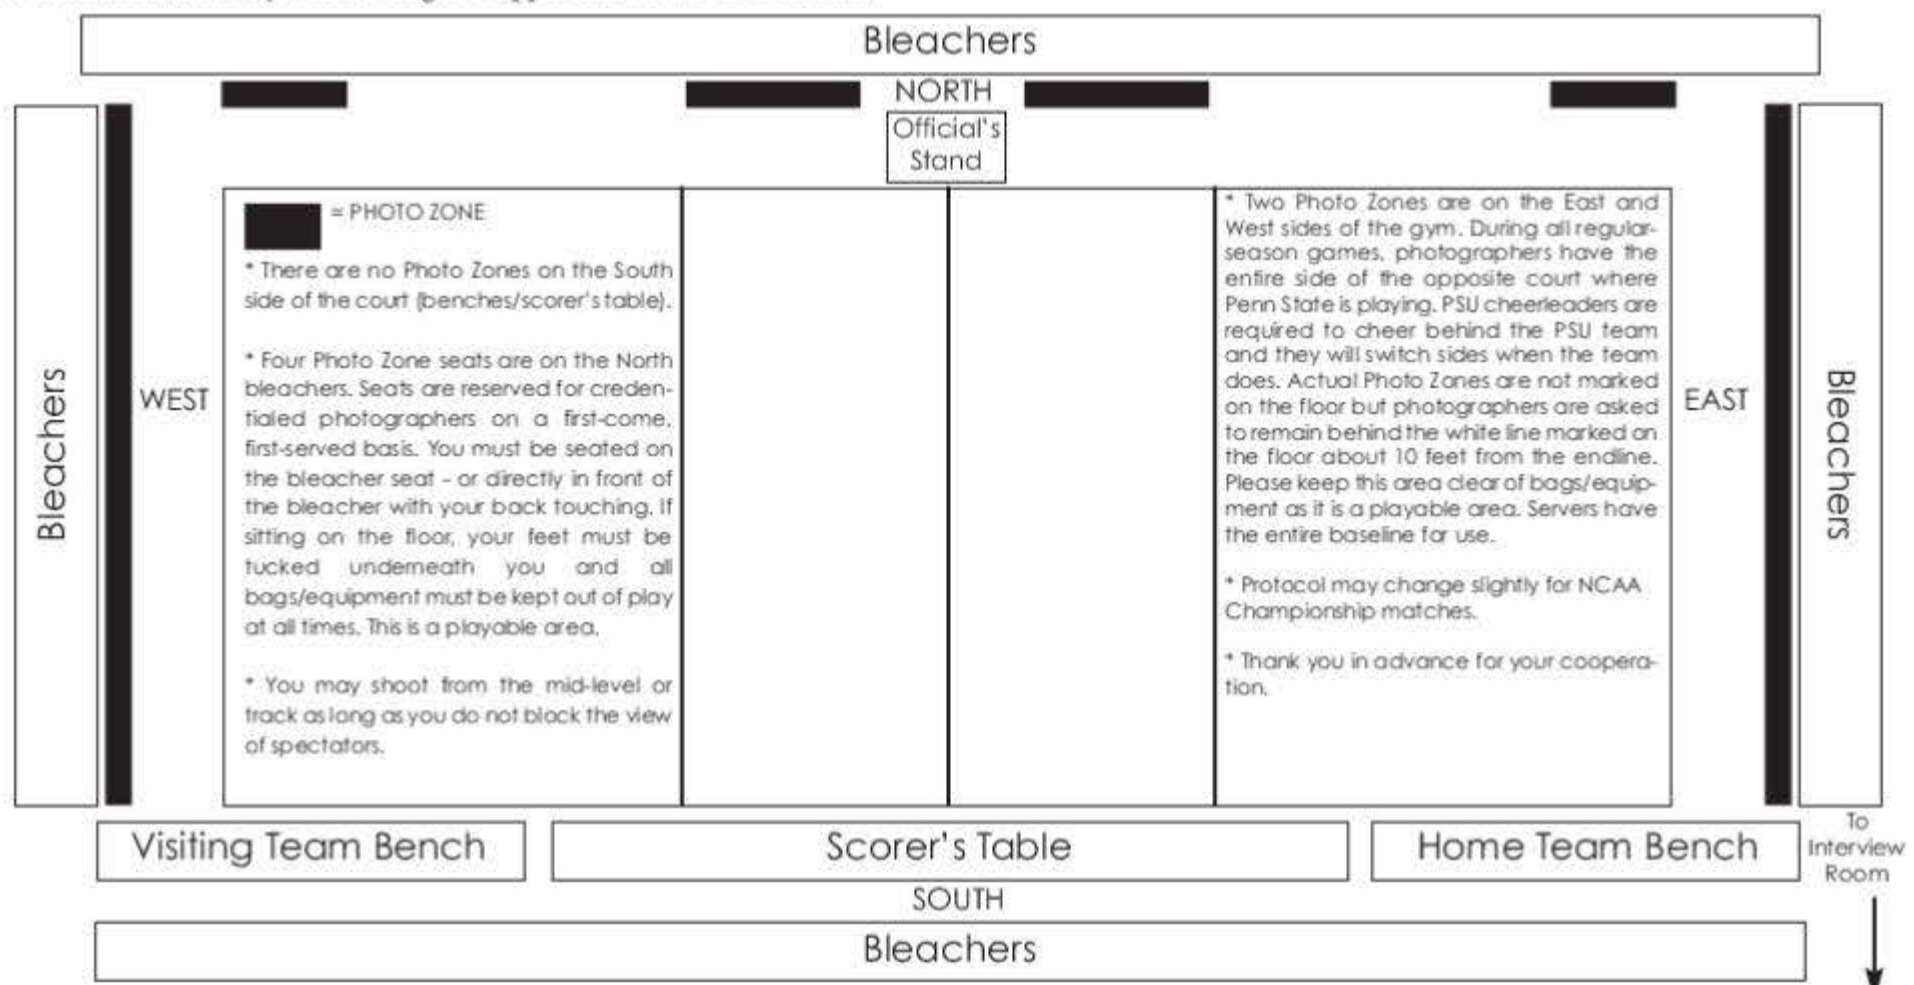 Bleachers
NORTH
Official's
Stand
= PHOTO ZONE
* There are no Photo Zones on the South
side of the court (benches/scorer's table).
* Four Photo Zone seats are on the North
bleachers. Seats are reserved for creden-
tialed photographers on a first-come,
first-served basis. You must be seated on
the bleacher seat - or directly in front of
the bleacher with your back touching. If
sitting on the floor, your feet must be
tucked underneath you and all
bags/equipment must be kept out of play
at all times. This is a playable area.
* You may shoot from the mid-level or
track as long as you do not block the view
of spectators.
* Two Photo Zones are on the East and
West sides of the gym. During all regular-
season games, photographers have the
entire side of the opposite court where
Penn State is playing. PSU cheerleaders are
required to cheer behind the PSU team
and they will switch sides when the team
does. Actual Photo Zones are not marked
on the floor but photographers are asked
to remain behind the white line marked on
the floor about 10 feet from the endline.
Please keep this area clear of bags/equip-
ment as it is a playable area. Servers have
the entire baseline for use.
* Protocol may change slightly for NCAA
Championship matches.
* Thank you in advance for your coopera-
tion.
Bleachers
WEST
EAST
Bleachers
Visiting Team Bench
Scorer's Table
Home Team Bench
To
Interview
Room
SOUTH
Bleachers